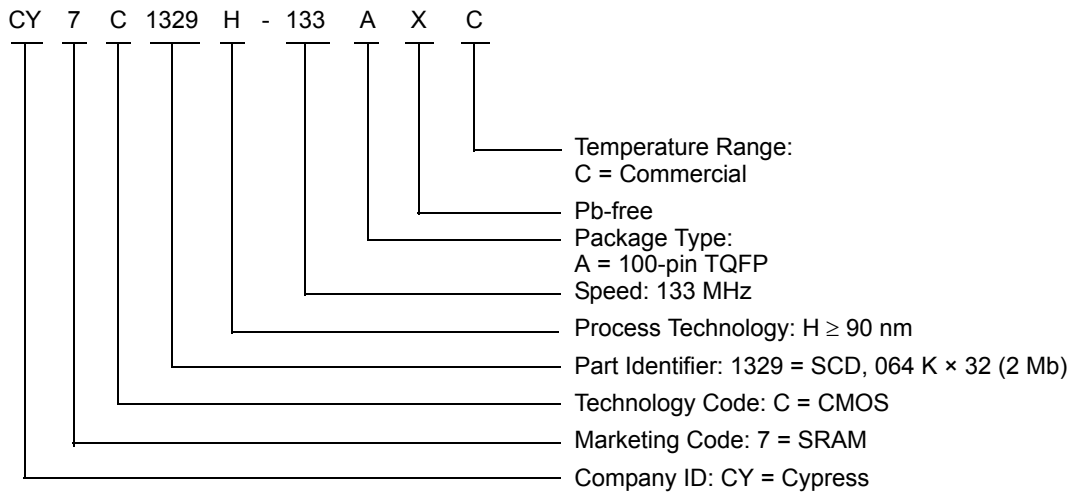 CY 7 C 1329 H - 133 A X C
Temperature Range:
C = Commercial
Pb-free
Package Type:
A = 100-pin TQFP
Speed: 133 MHz
Process Technology: H ≥ 90 nm
Part Identifier: 1329 = SCD, 064 K × 32 (2 Mb)
Technology Code: C = CMOS
Marketing Code: 7 = SRAM
Company ID: CY = Cypress